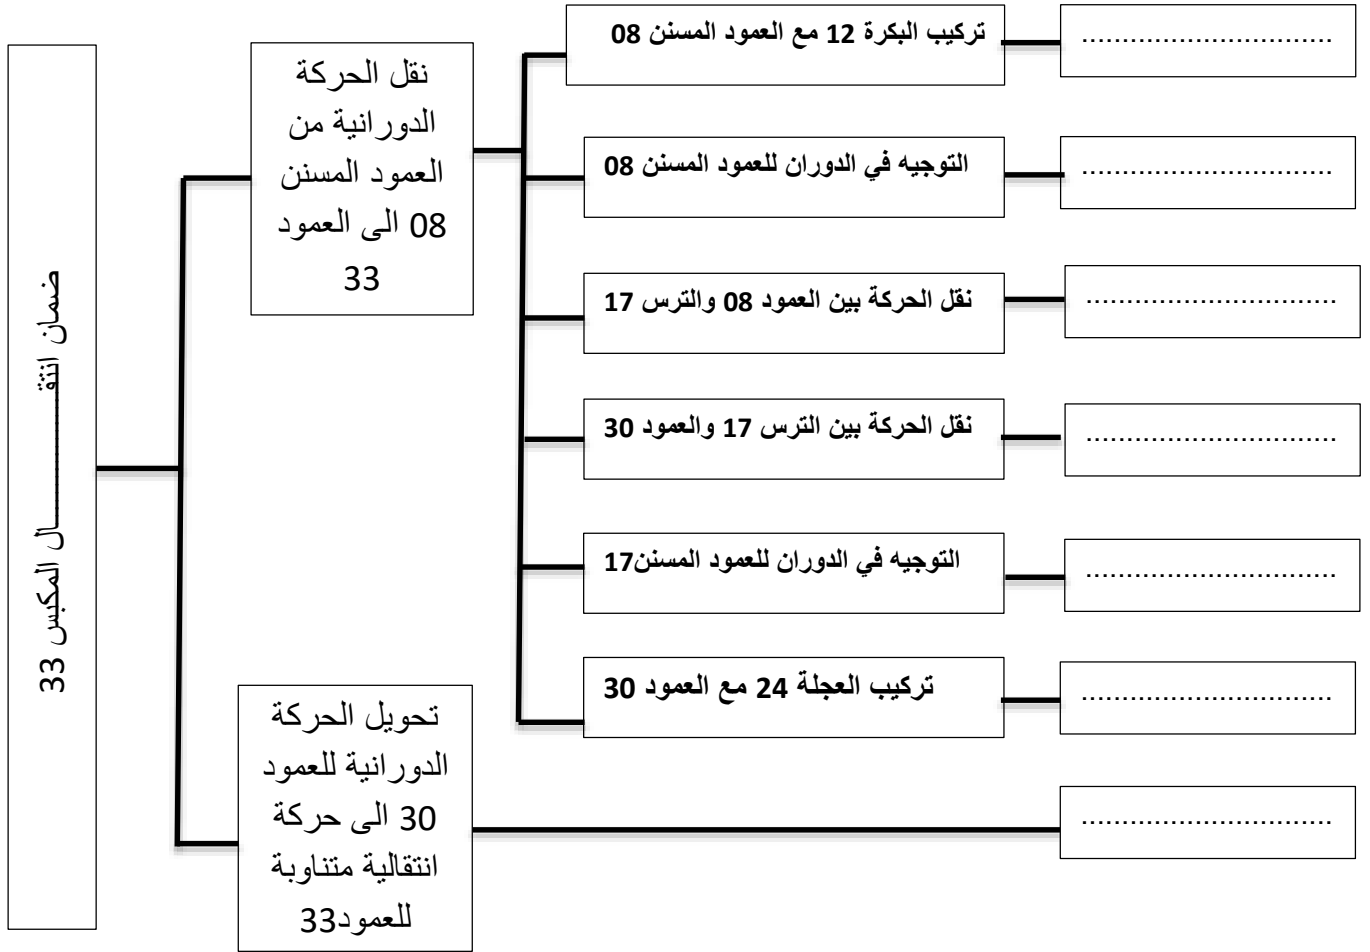 ضمان انتقـــــــــــــــال المكبس 33
نقل الحركة
الدورانية من
العمود المسنن
08 الى العمود
33
تركيب البكرة 12 مع العمود المسنن 08
..............................
التوجيه في الدوران للعمود المسنن 08
..............................
نقل الحركة بين العمود 08 والترس 17
..............................
نقل الحركة بين الترس 17 والعمود 30
..............................
التوجيه في الدوران للعمود المسنن17
..............................
تركيب العجلة 24 مع العمود 30
..............................
تحويل الحركة
الدورانية للعمود
30 الى حركة
انتقالية متناوبة
للعمود33
..............................